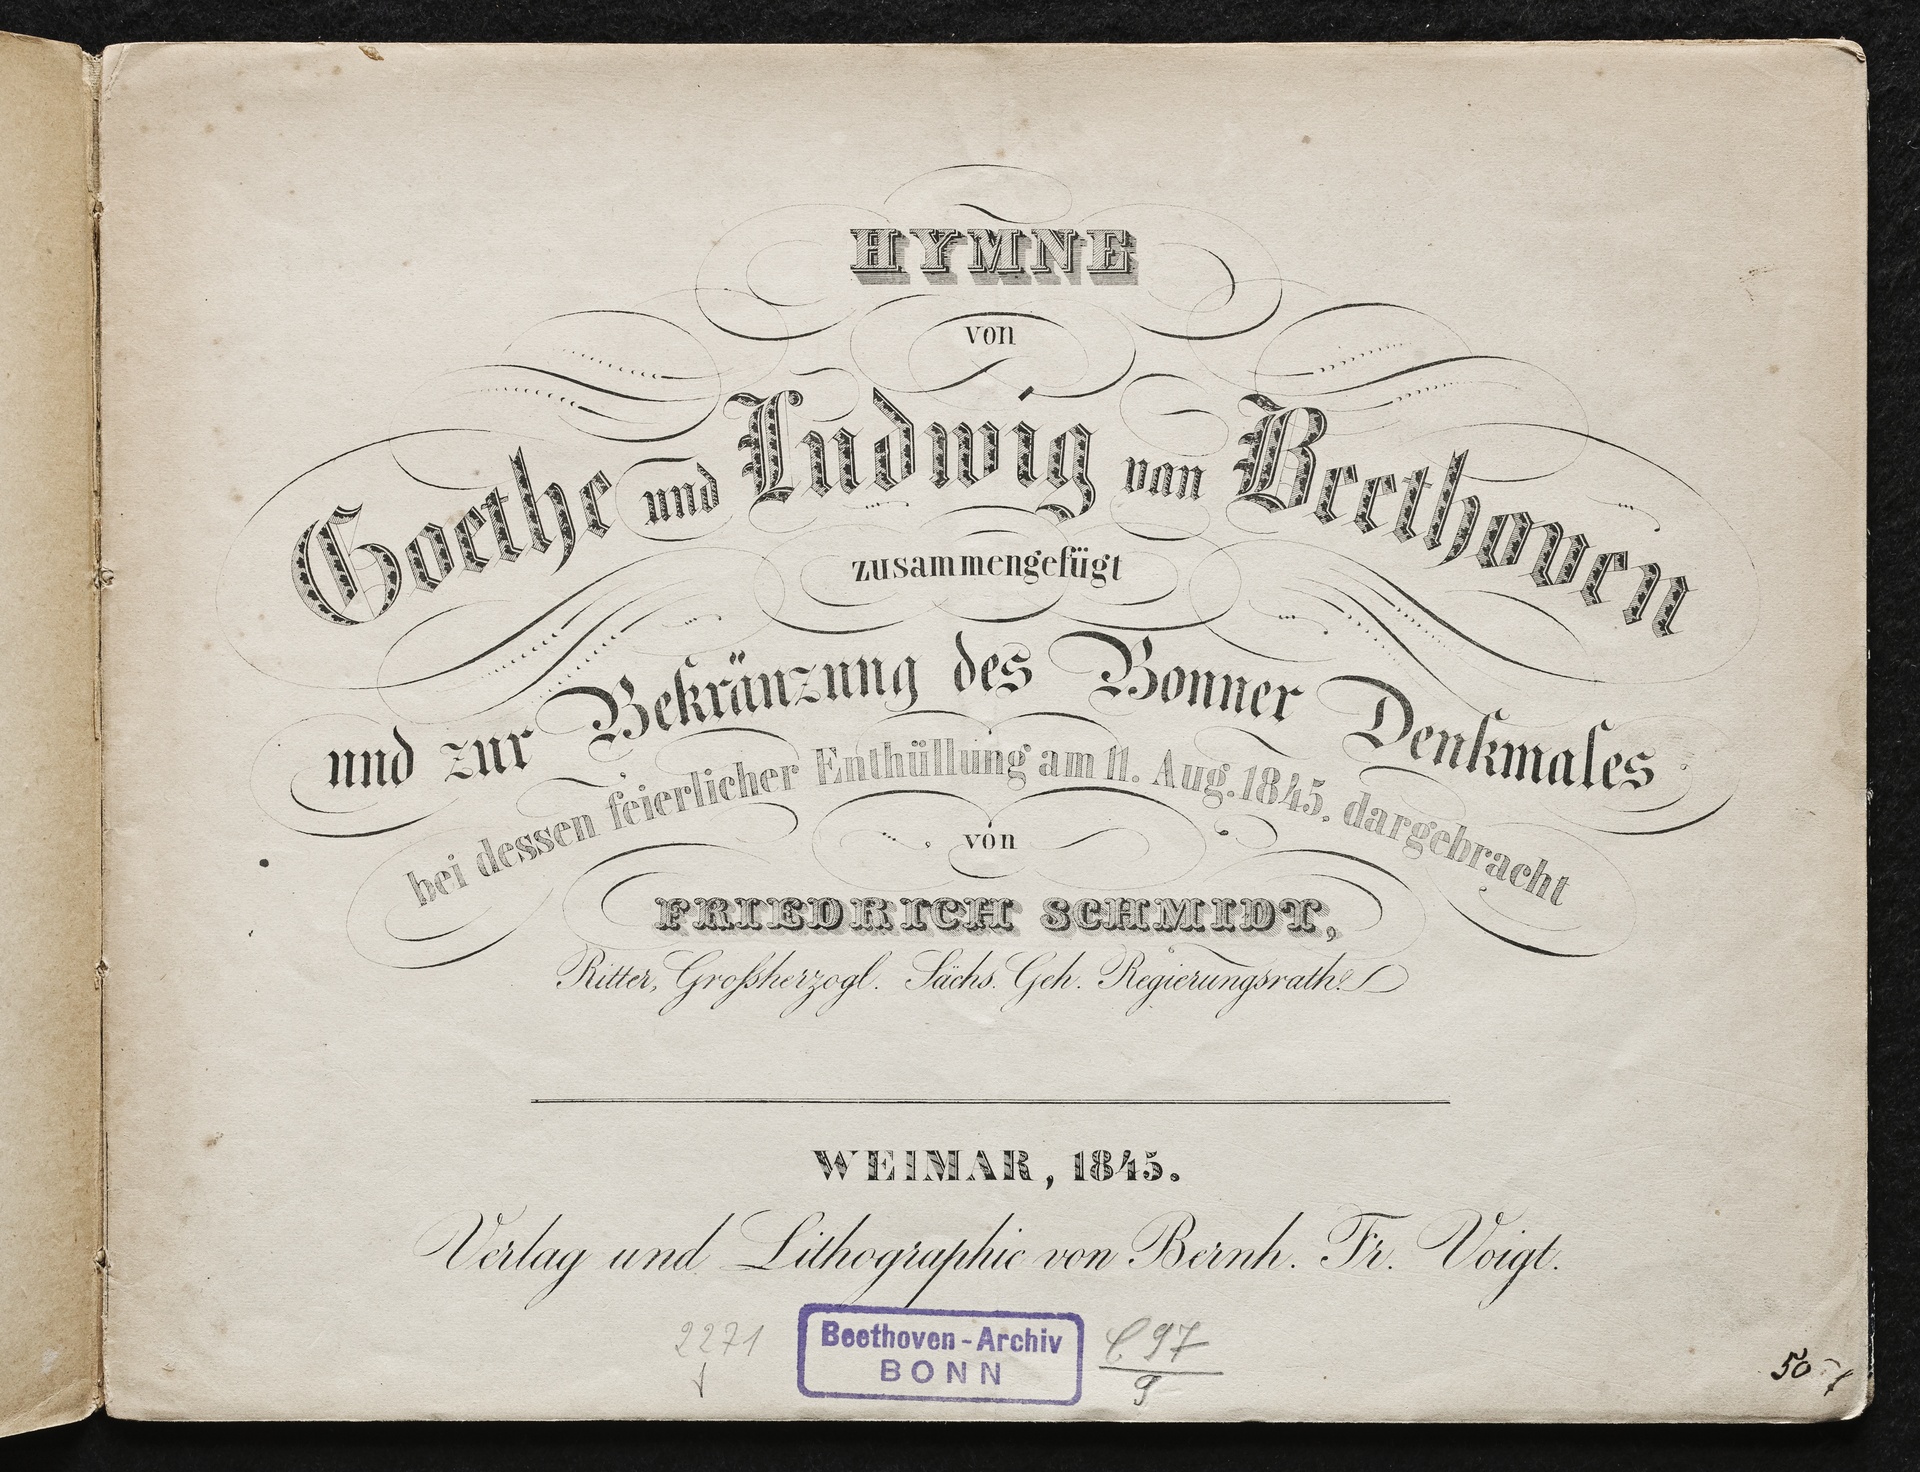 HYMNE
von
Goethe und Ludwig van Beethoven
zusammengefügt
und zur Bekränzung des Bonner Denkmales
bei dessen feierlicher Enthüllung am 11. Aug. 1845. dargebracht
von
FRIEDRICH SCHMIDT,
Ritter, Großherzogl. Sächs. Geh. Regierungsrath.
WEIMAR, 1845.
Verlag und Lithographie von Bernh. Fr. Voigt.
2271
Beethoven-Archiv
BONN
C 97
9
50